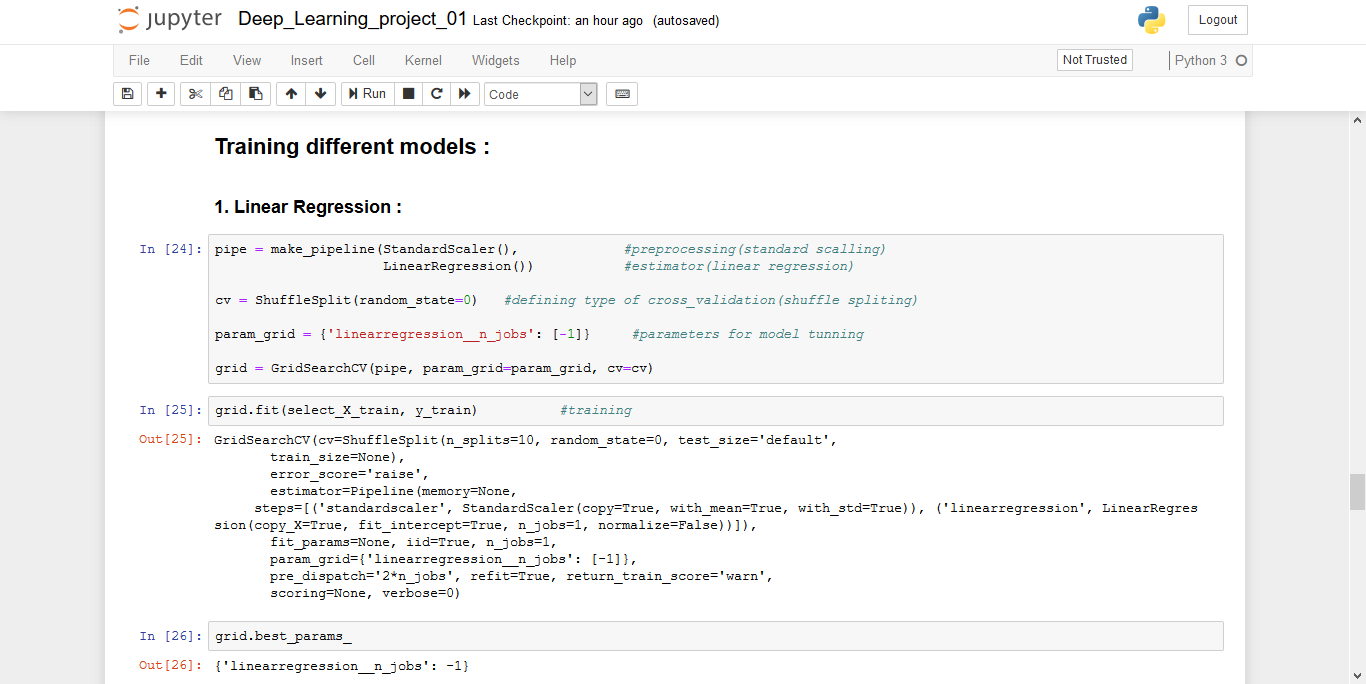 jupyter Deep_Learning_project_01 Last Checkpoint: an hour ago (autosaved)
Logout
File Edit View Insert Cell Kernel Widgets Help
Not Trusted
Python 3
Run
Code
Training different models :
1. Linear Regression :
In [24]: pipe = make_pipeline(StandardScaler(), #preprocessing(standard scalling)
LinearRegression()) #estimator(linear regression)
cv = ShuffleSplit(random_state=0) #defining type of cross_validation(shuffle spliting)
param_grid = {'linearregression__n_jobs': [-1]} #parameters for model tunning
grid = GridSearchCV(pipe, param_grid=param_grid, cv=cv)
In [25]: grid.fit(select_X_train, y_train) #training
Out[25]: GridSearchCV(cv=ShuffleSplit(n_splits=10, random_state=0, test_size='default',
train_size=None),
error_score='raise',
estimator=Pipeline(memory=None,
steps=[('standardscaler', StandardScaler(copy=True, with_mean=True, with_std=True)), ('linearregression', LinearRegres
sion(copy_X=True, fit_intercept=True, n_jobs=1, normalize=False))]),
fit_params=None, iid=True, n_jobs=1,
param_grid={'linearregression__n_jobs': [-1]},
pre_dispatch='2*n_jobs', refit=True, return_train_score='warn',
scoring=None, verbose=0)
In [26]: grid.best_params_
Out[26]: {'linearregression__n_jobs': -1}